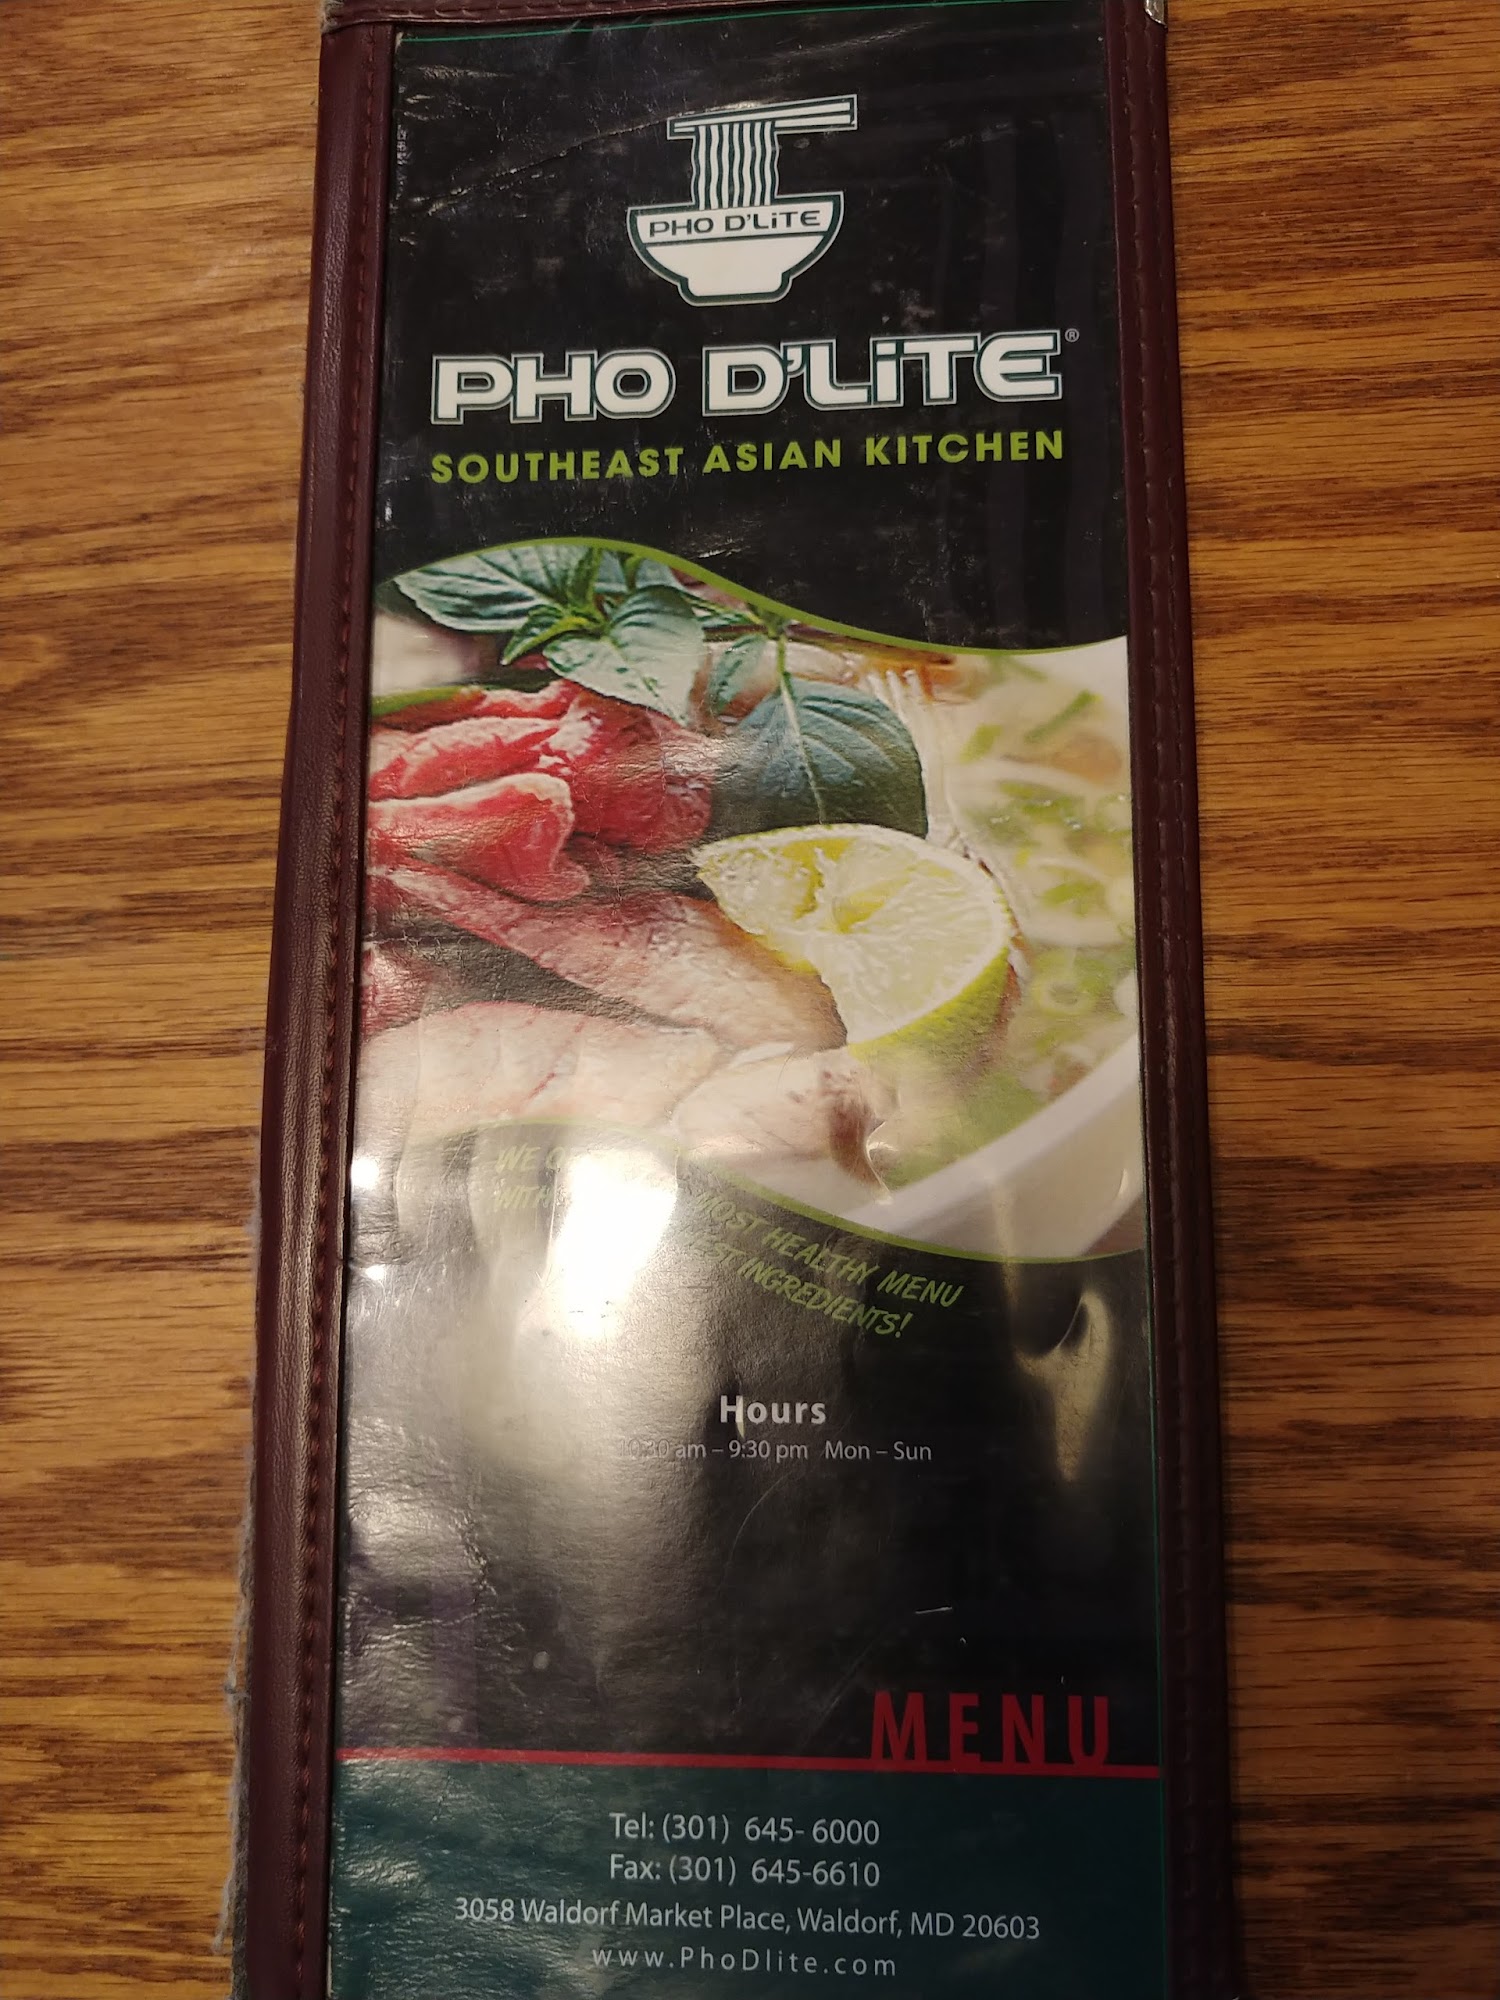 PHO D'LiTE
PHO D'LiTE®
SOUTHEAST ASIAN KITCHEN
WE MOST HEALTHY MENU
WITH INGREDIENTS!
Hours
10:30 am – 9:30 pm Mon – Sun
MENU
Tel: (301) 645- 6000
Fax: (301) 645-6610
3058 Waldorf Market Place, Waldorf, MD 20603
www.PhoDlite.com